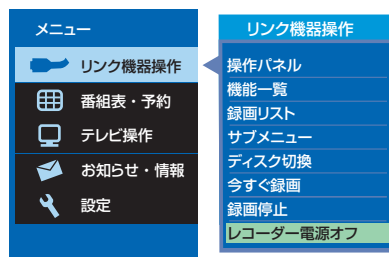 メニュー
リンク機器操作
番組表・予約
テレビ操作
お知らせ・情報
設定
リンク機器操作
操作パネル
機能一覧
録画リスト
サブメニュー
ディスク切換
今すぐ録画
録画停止
レコーダー電源オフ